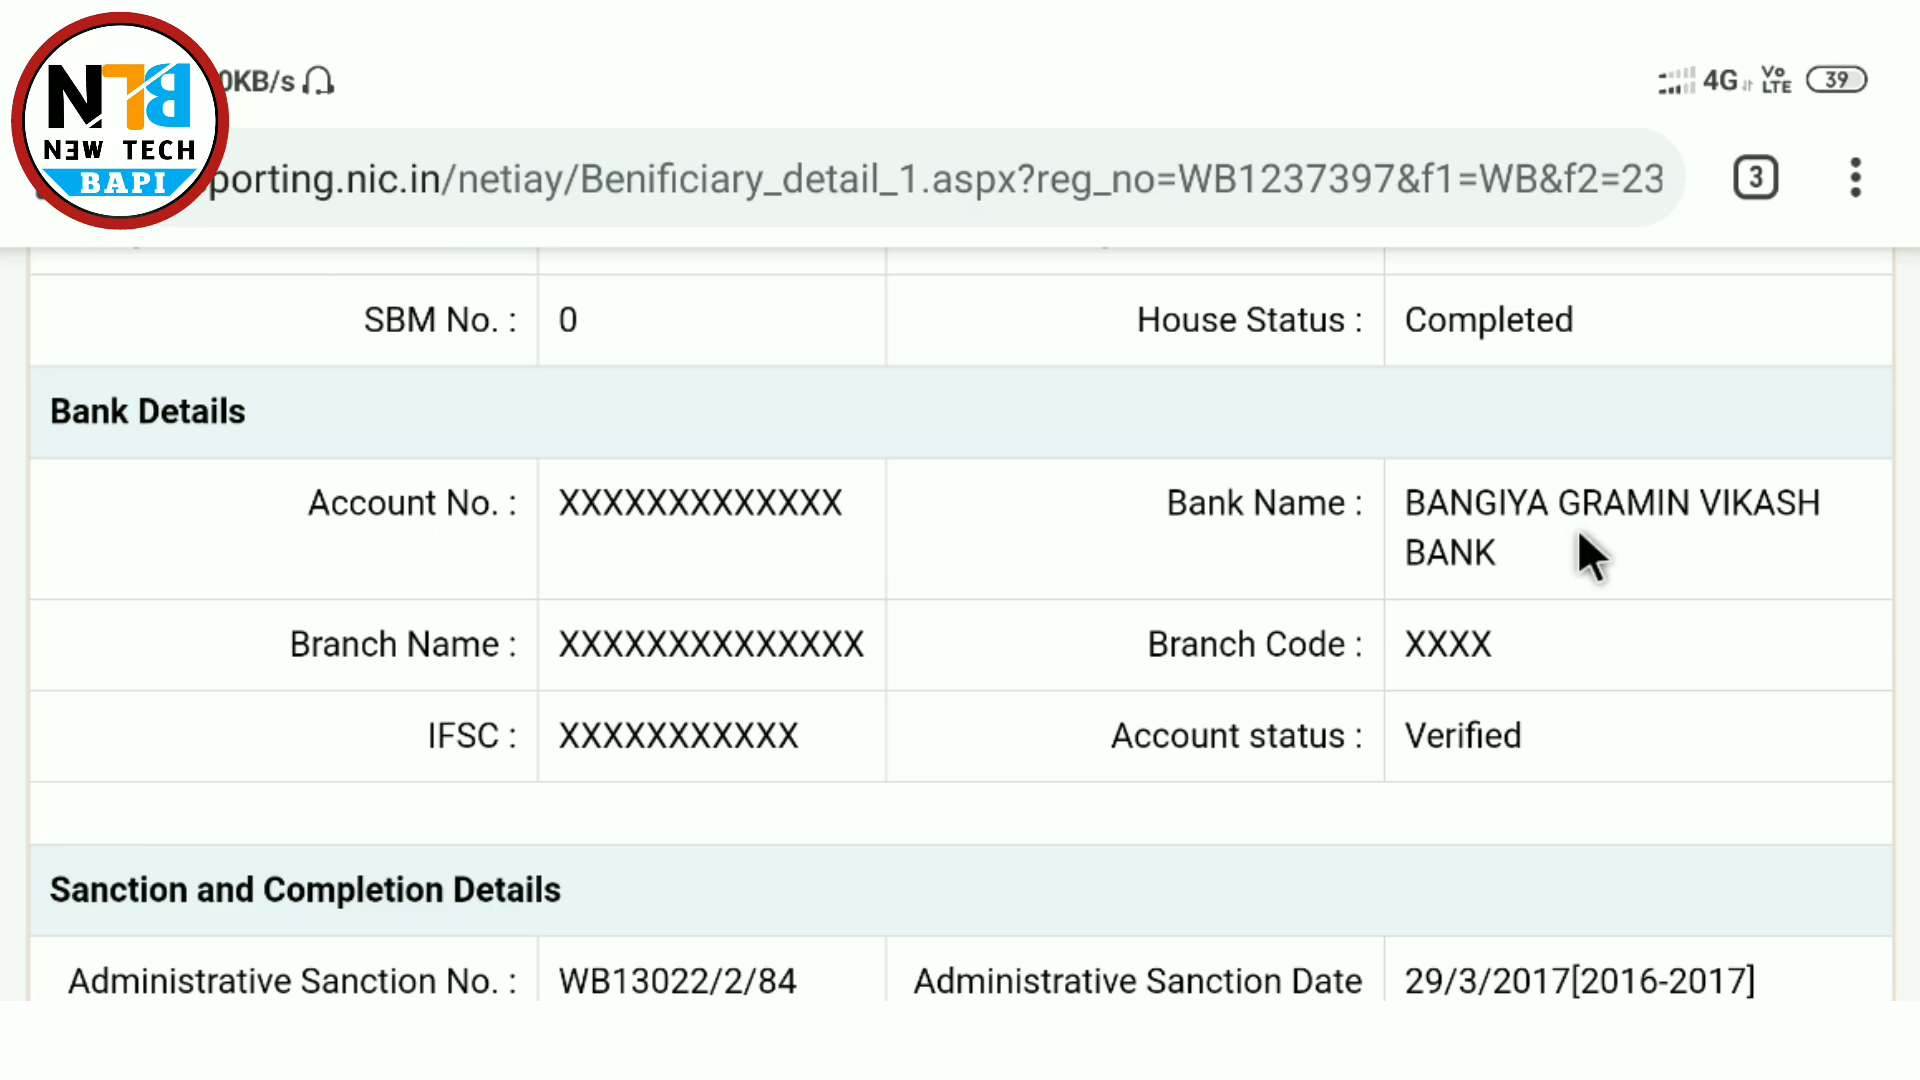 NTB
NEW TECH
BAPI
0KB/s
4G VoLTE 39
porting.nic.in/netiay/Benificiary_detail_1.aspx?reg_no=WB1237397&f1=WB&f2=23
3
SBM No. : 0 House Status : Completed
Bank Details
Account No. : XXXXXXXXXXXXX Bank Name : BANGIYA GRAMIN VIKASH
BANK
Branch Name : XXXXXXXXXXXXXX Branch Code : XXXX
IFSC : XXXXXXXXXXX Account status : Verified
Sanction and Completion Details
Administrative Sanction No. : WB13022/2/84 Administrative Sanction Date 29/3/2017[2016-2017]